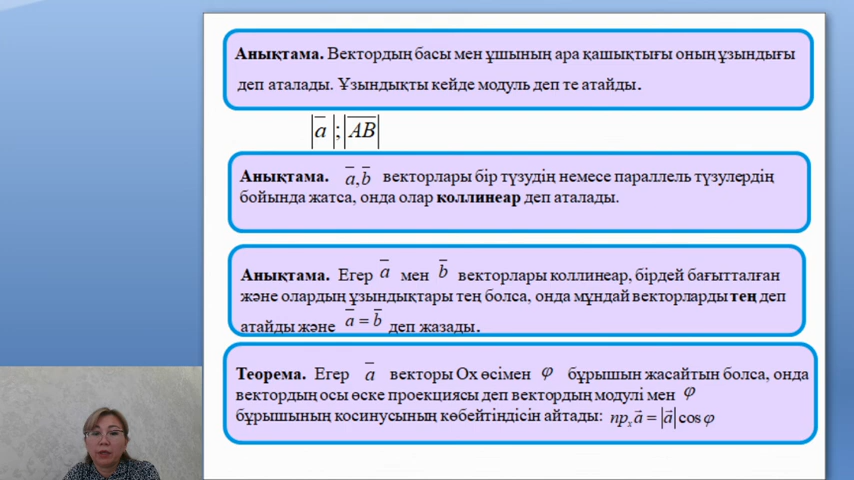 Анықтама. Вектордың басы мен ұшының ара қашықтығы оның ұзындығы
деп аталады. Ұзындықты кейде модуль деп те атайды.
|a̅|; |A̅B̅|
Анықтама. a̅, b̅ векторлары бір түзудің немесе параллель түзулердің
бойында жатса, онда олар коллинеар деп аталады.
Анықтама. Егер a̅ мен b̅ векторлары коллинеар, бірдей бағытталған
және олардың ұзындықтары тең болса, онда мұндай векторларды тең деп
атайды және a̅ = b̅ деп жазады.
Теорема. Егер a̅ векторы Ох өсімен φ бұрышын жасайтын болса, онда
вектордың осы өске проекциясы деп вектордың модулі мен φ
бұрышының косинусының көбейтіндісін айтады: прₓ a⃗ = |a⃗| cos φ